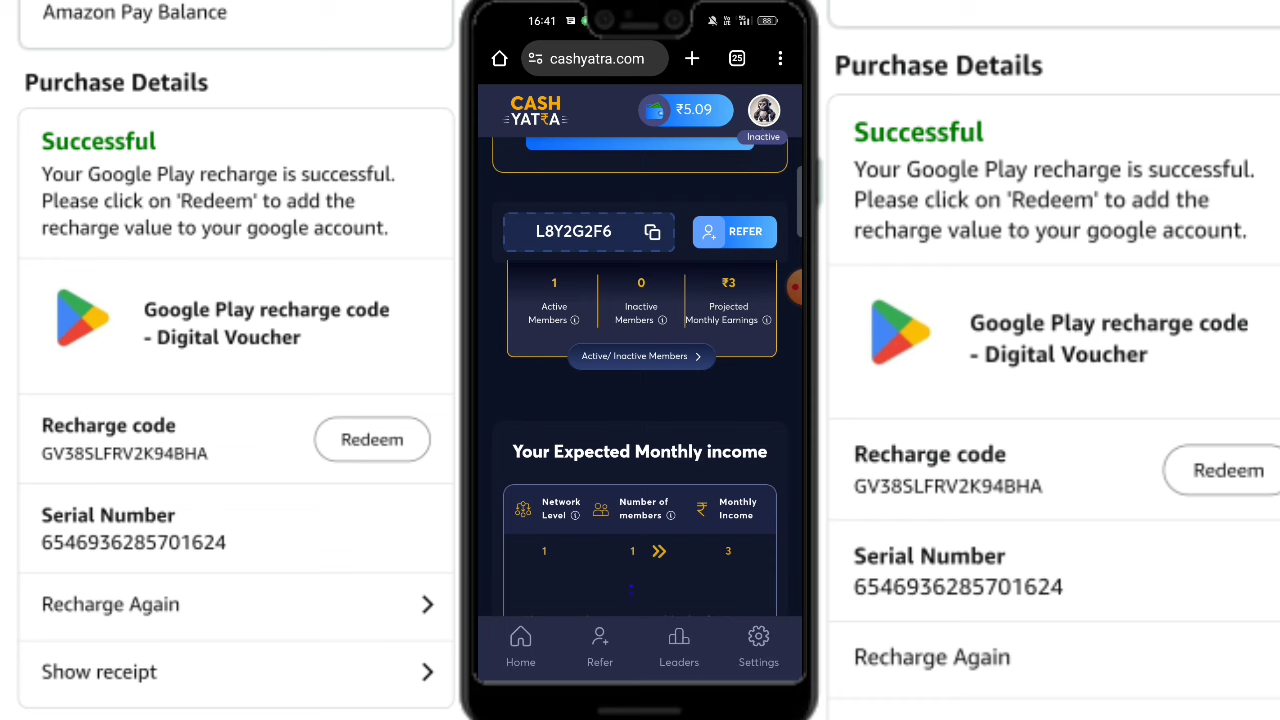 Amazon Pay Balance
Purchase Details
Successful
Your Google Play recharge is successful.
Please click on 'Redeem' to add the
recharge value to your google account.
Google Play recharge code
- Digital Voucher
Recharge code
GV38SLFRV2K94BHA
Redeem
Serial Number
6546936285701624
Recharge Again
Show receipt
16:41
88
cashyatra.com
25
CASH
YATRA
₹5.09
Inactive
L8Y2G2F6
REFER
1
Active
Members
0
Inactive
Members
₹3
Projected
Monthly Earnings
Active/ Inactive Members
Your Expected Monthly income
Network
Level
Number of
members
Monthly
Income
1 1 3
Home
Refer
Leaders
Settings
Purchase Details
Successful
Your Google Play recharge is successful.
Please click on 'Redeem' to add the
recharge value to your google account.
Google Play recharge code
- Digital Voucher
Recharge code
GV38SLFRV2K94BHA
Redeem
Serial Number
6546936285701624
Recharge Again